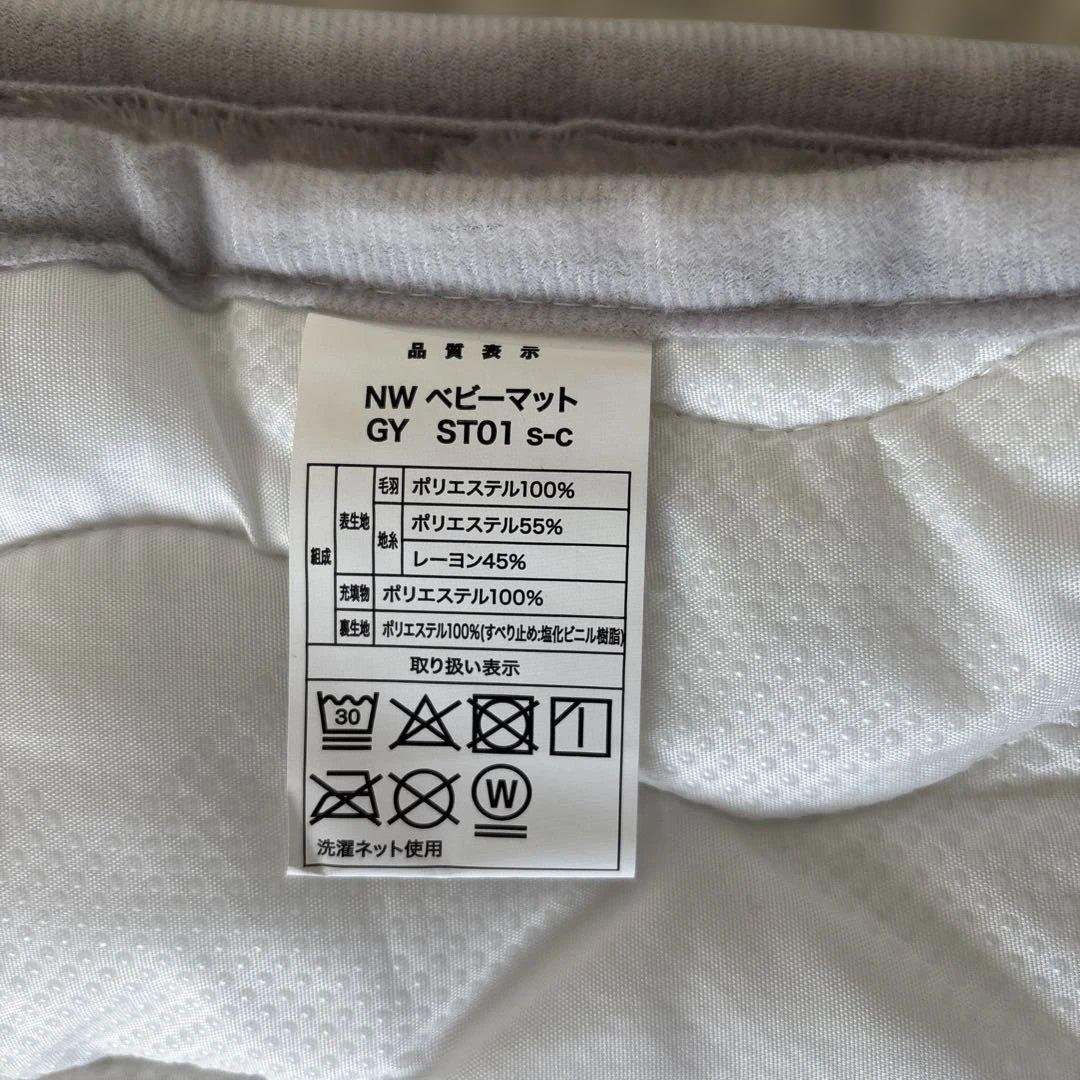 品質表示
NW ベビーマット
GY ST01 s-c
組成
表生地
毛羽
ポリエステル100%
地糸
ポリエステル55%
レーヨン45%
充填物
ポリエステル100%
裏生地
ポリエステル100%(すべり止め:塩化ビニル樹脂)
取り扱い表示
30
W
洗濯ネット使用